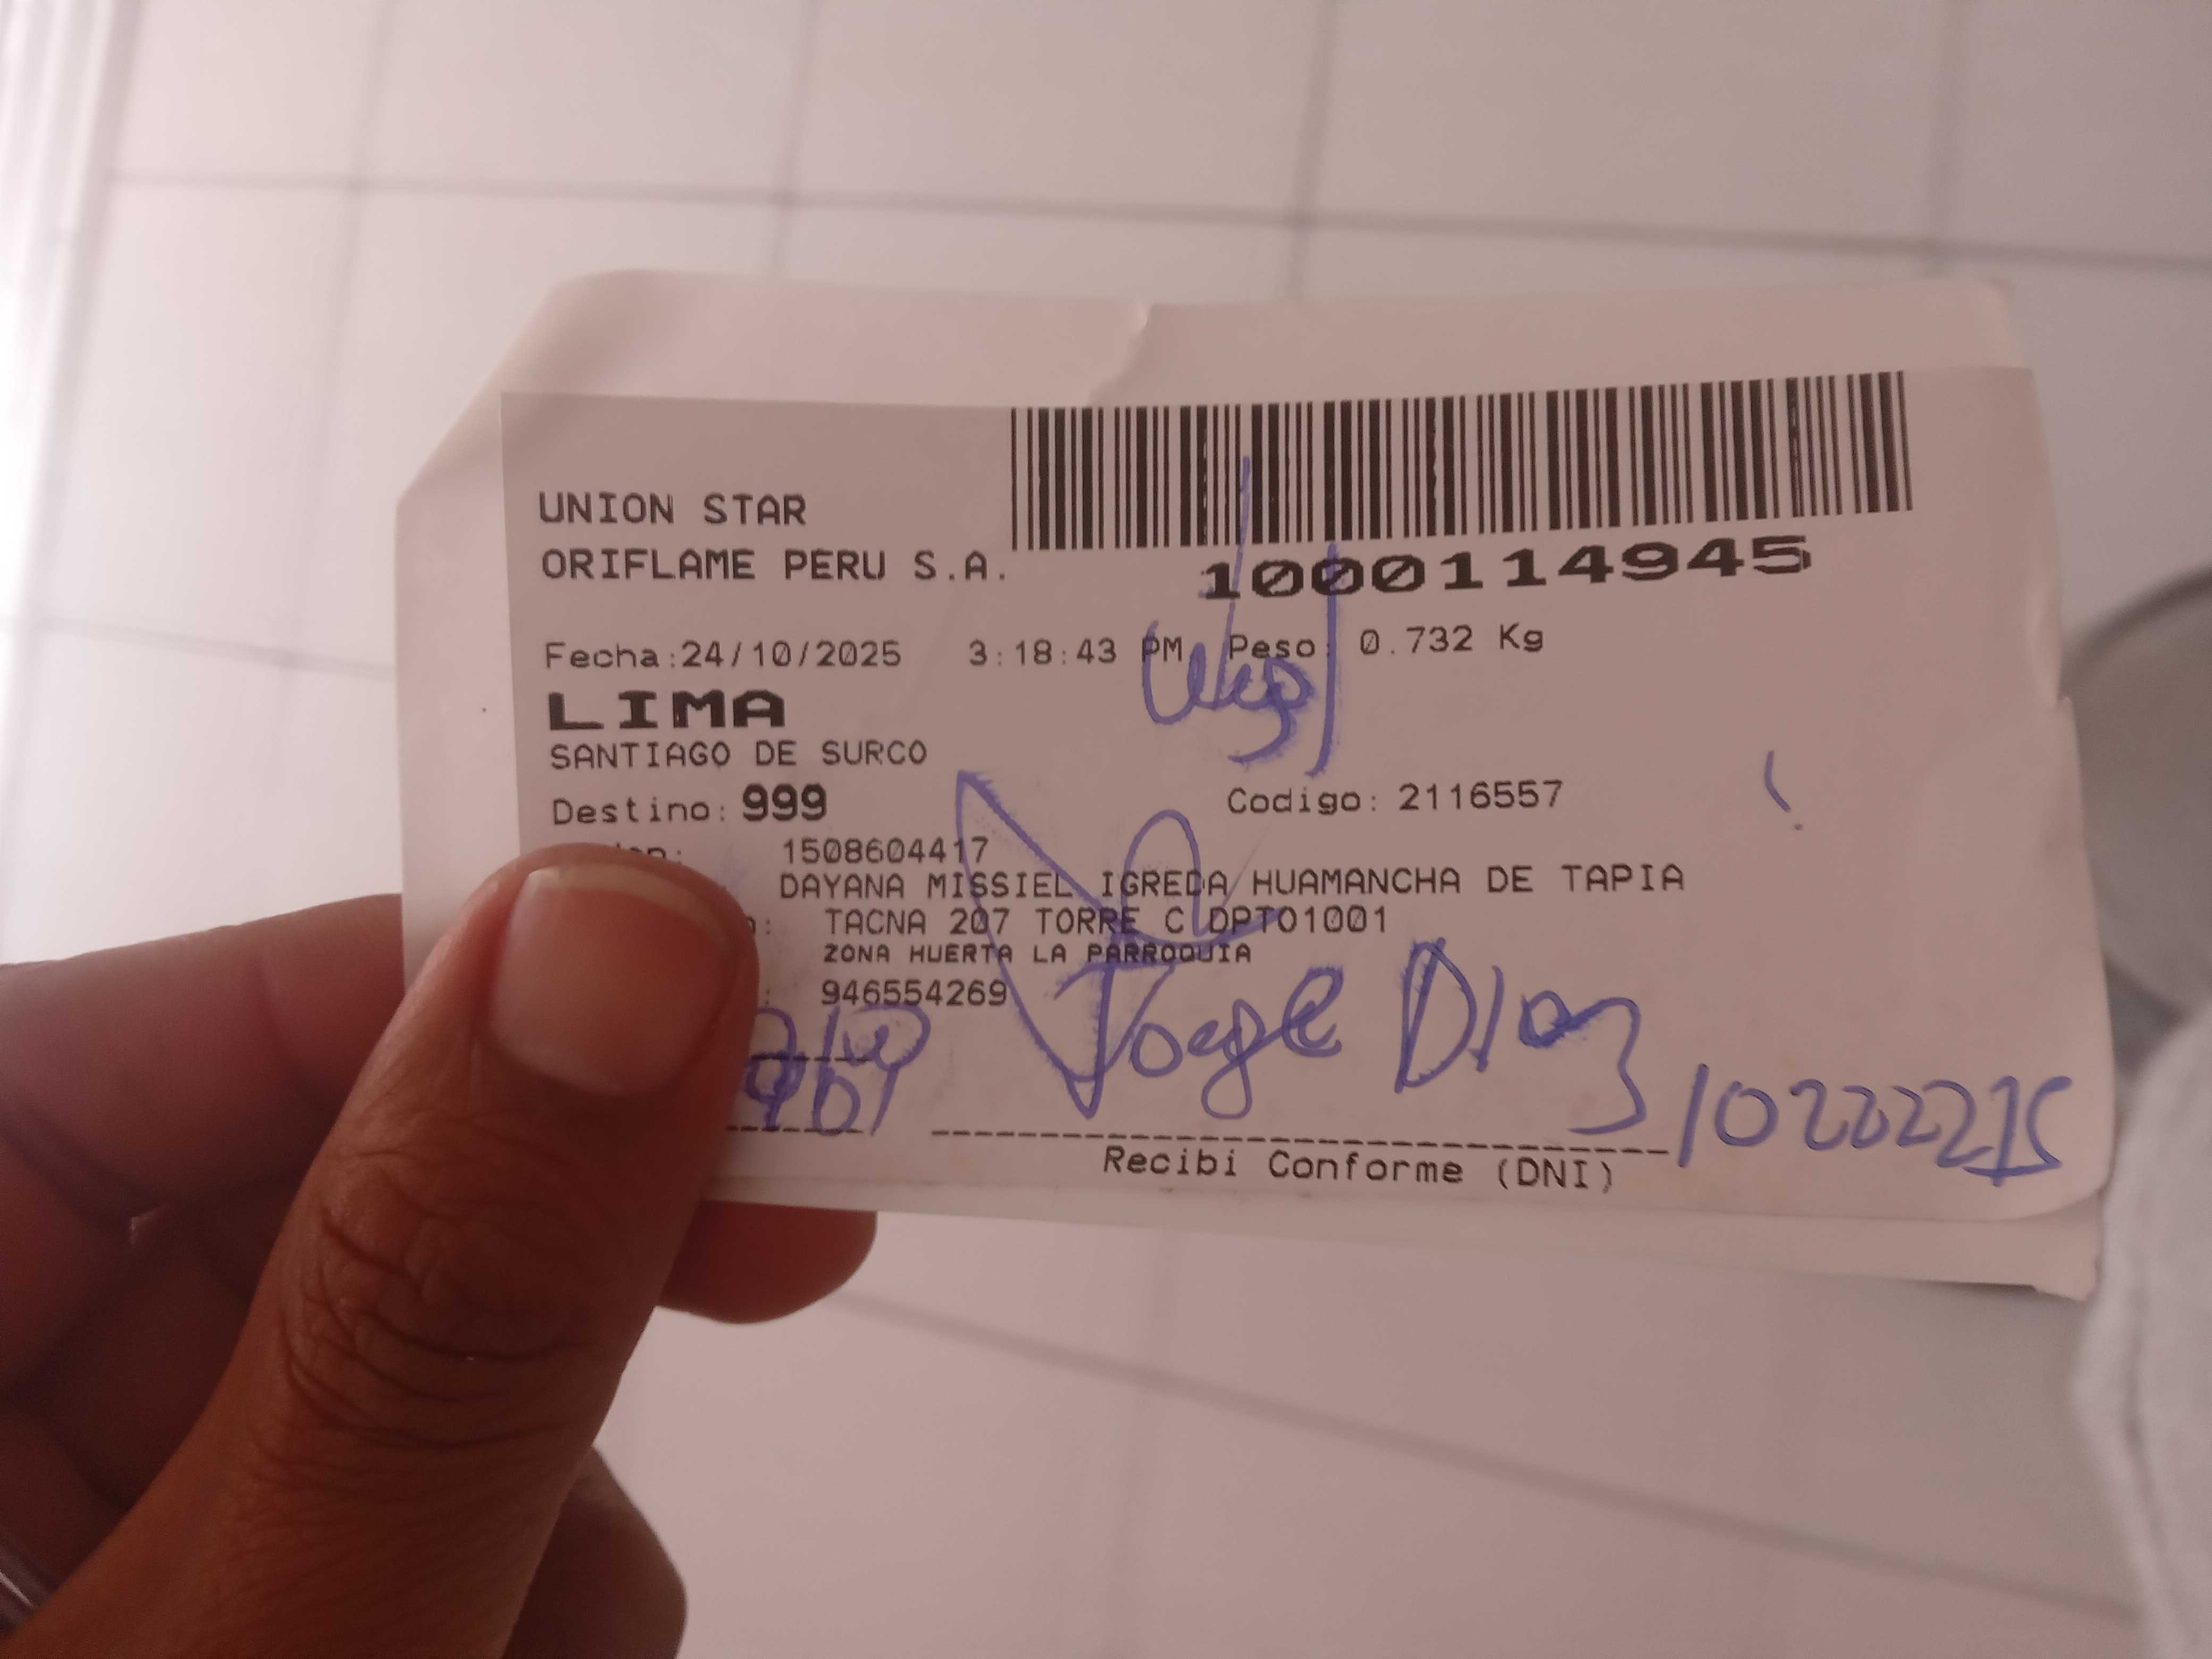 UNION STAR
ORIFLAME PERU S.A.
1000114945
Fecha:24/10/2025 3:18:43 PM Peso: 0.732 Kg
LIMA
SANTIAGO DE SURCO
Destino: 999 Codigo: 2116557
1508604417
DAYANA MISSIEL IGREDA HUAMANCHA DE TAPIA
TACNA 207 TORRE C DPTO1001
ZONA HUERTA LA PARROQUIA
946554269
Jorge Diaz
Recibi Conforme (DNI)